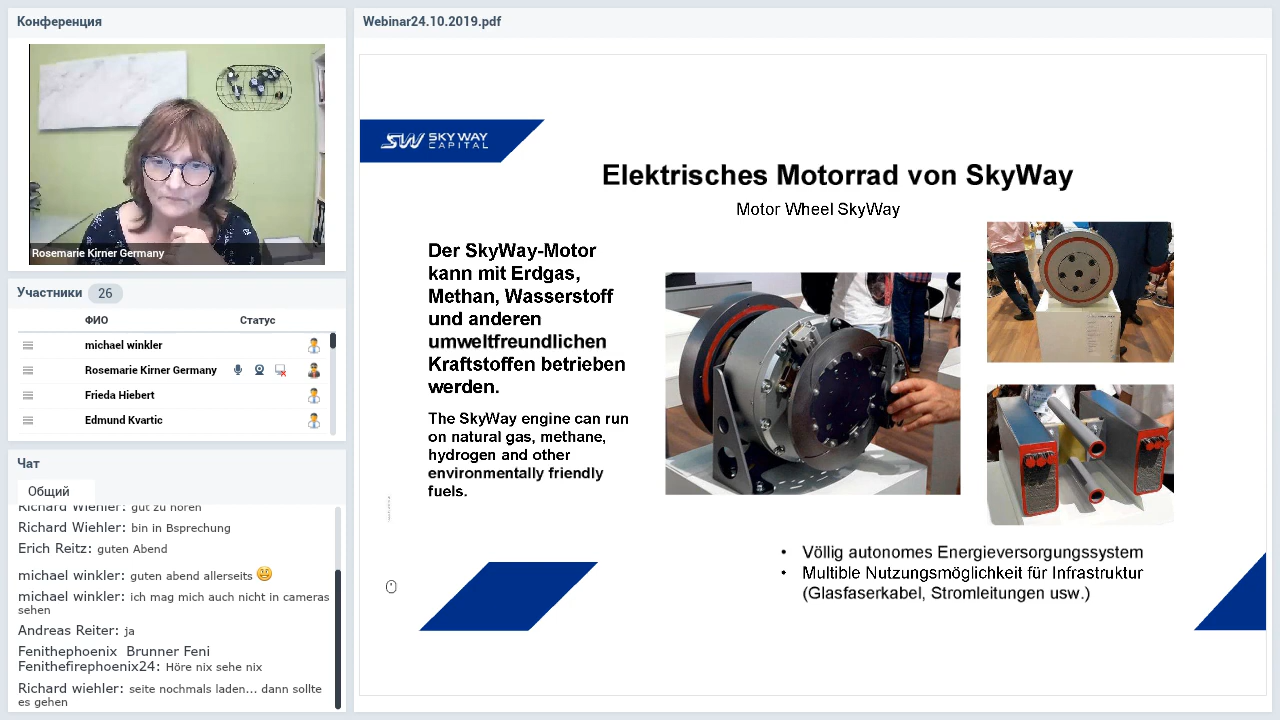 Конференция
Rosemarie Kirner Germany
Участники 26
ФИО Статус
michael winkler
Rosemarie Kirner Germany
Frieda Hiebert
Edmund Kvartic
Чат
Общий
Richard Wiehler: gut zu hören
Richard Wiehler: bin in Bsprechung
Erich Reitz: guten Abend
michael winkler: guten abend allerseits
michael winkler: ich mag mich auch nicht in cameras
sehen
Andreas Reiter: ja
Fenithephoenix Brunner Feni
Fenithefirephoenix24: Höre nix sehe nix
Richard wiehler: seite nochmals laden... dann sollte
es gehen
Webinar24.10.2019.pdf
SW SKYWAY
CAPITAL
Elektrisches Motorrad von SkyWay
Motor Wheel SkyWay
Der SkyWay-Motor
kann mit Erdgas,
Methan, Wasserstoff
und anderen
umweltfreundlichen
Kraftstoffen betrieben
werden.
The SkyWay engine can run
on natural gas, methane,
hydrogen and other
environmentally friendly
fuels.
• Völlig autonomes Energieversorgungssystem
• Multible Nutzungsmöglichkeit für Infrastruktur
(Glasfaserkabel, Stromleitungen usw.)